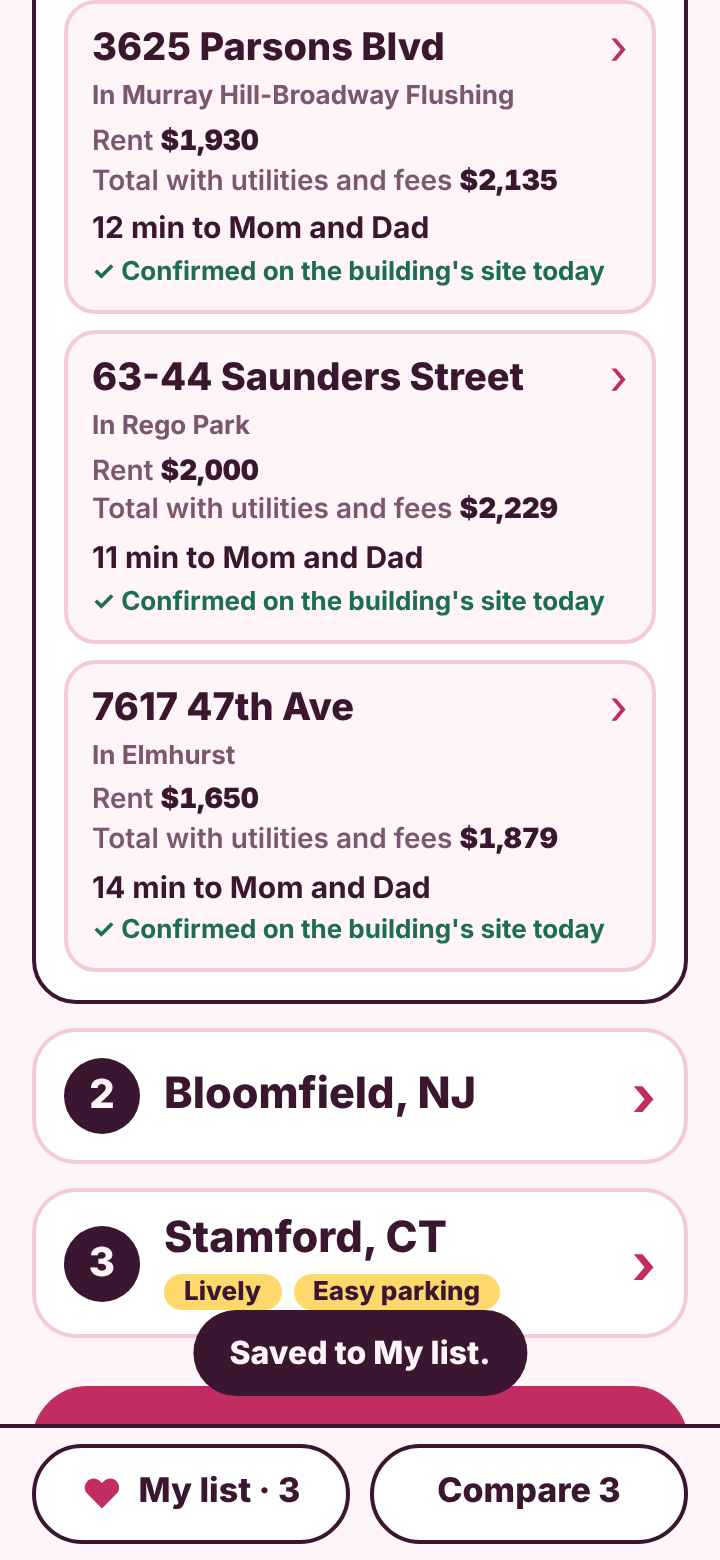 3625 Parsons Blvd
In Murray Hill-Broadway Flushing
Rent $1,930
Total with utilities and fees $2,135
12 min to Mom and Dad
✓ Confirmed on the building's site today
63-44 Saunders Street
In Rego Park
Rent $2,000
Total with utilities and fees $2,229
11 min to Mom and Dad
✓ Confirmed on the building's site today
7617 47th Ave
In Elmhurst
Rent $1,650
Total with utilities and fees $1,879
14 min to Mom and Dad
✓ Confirmed on the building's site today
2 Bloomfield, NJ
3 Stamford, CT
Lively Easy parking
Saved to My list.
My list · 3 Compare 3